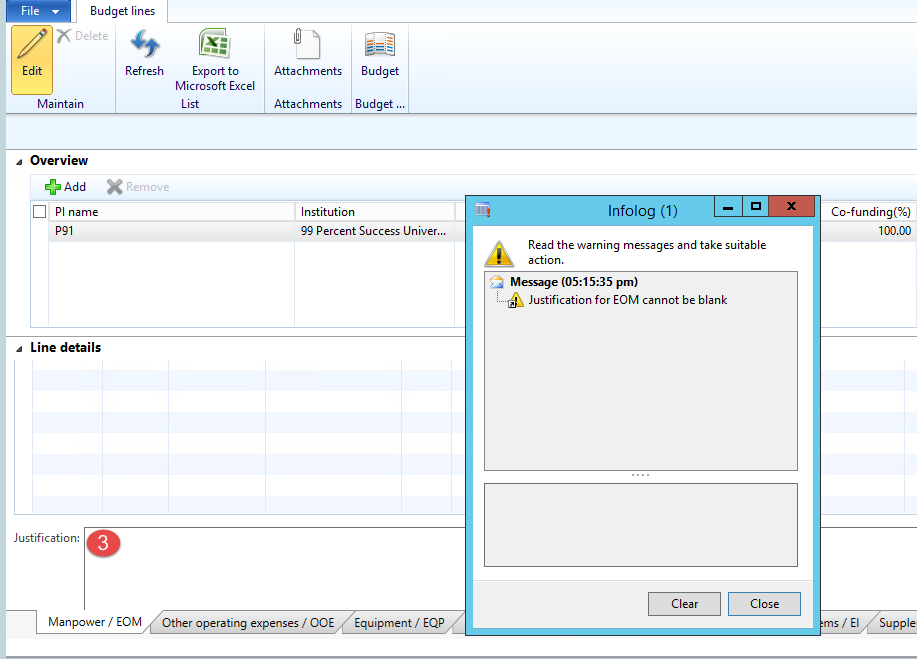 File
Budget lines
Edit
Delete
Maintain
Refresh
Export to
Microsoft Excel
List
Attachments
Attachments
Budget
Budget ...
Overview
Add
Remove
PI name
Institution
Co-funding(%)
P91
99 Percent Success Univer...
100.00
Infolog (1)
Read the warning messages and take suitable
action.
Message (05:15:35 pm)
Justification for EOM cannot be blank
Clear
Close
Line details
Justification:
3
Manpower / EOM
Other operating expenses / OOE
Equipment / EQP
ems / EI
Supple